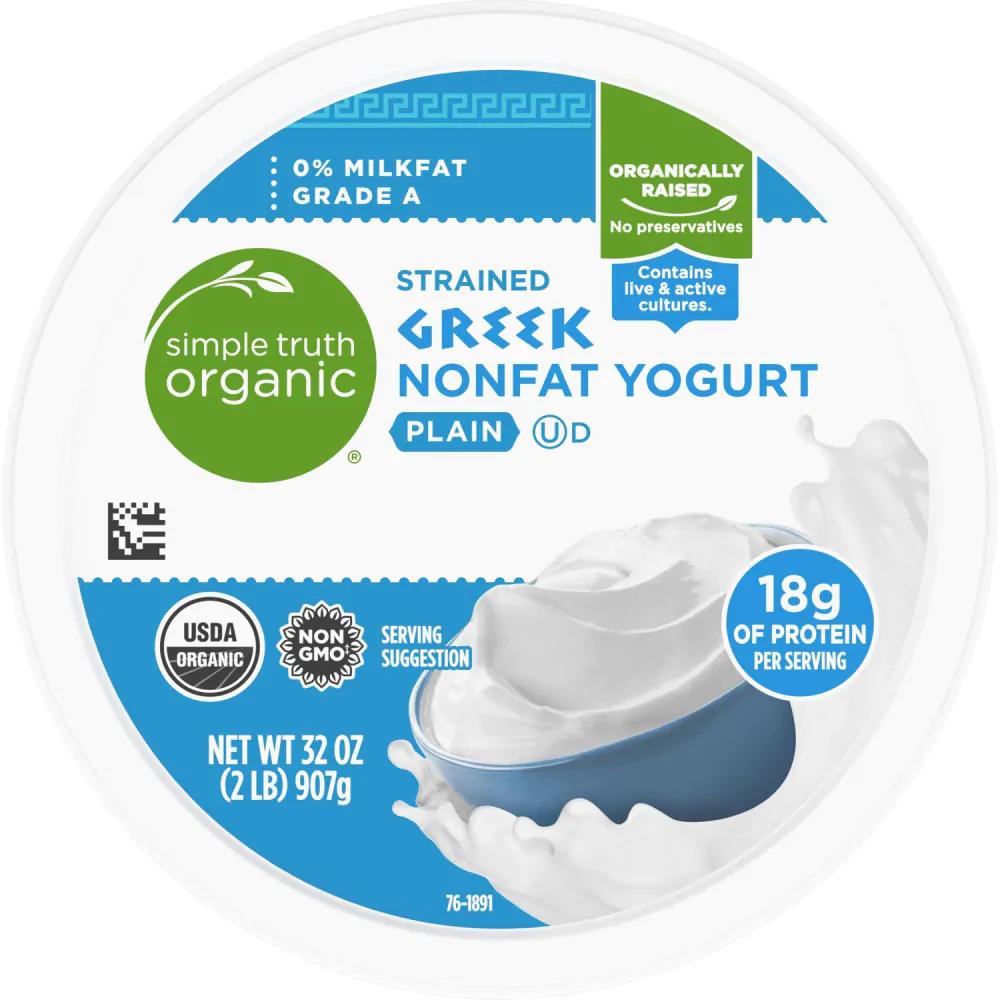 0% MILKFAT
GRADE A
ORGANICALLY
RAISED
No preservatives
Contains
live & active
cultures.
simple truth
organic
®
STRAINED
GREEK
NONFAT YOGURT
PLAIN
Ⓤ D
18g
OF PROTEIN
PER SERVING
USDA
ORGANIC
NON
GMO‡
SERVING
SUGGESTION
NET WT 32 OZ
(2 LB) 907g
76-1891